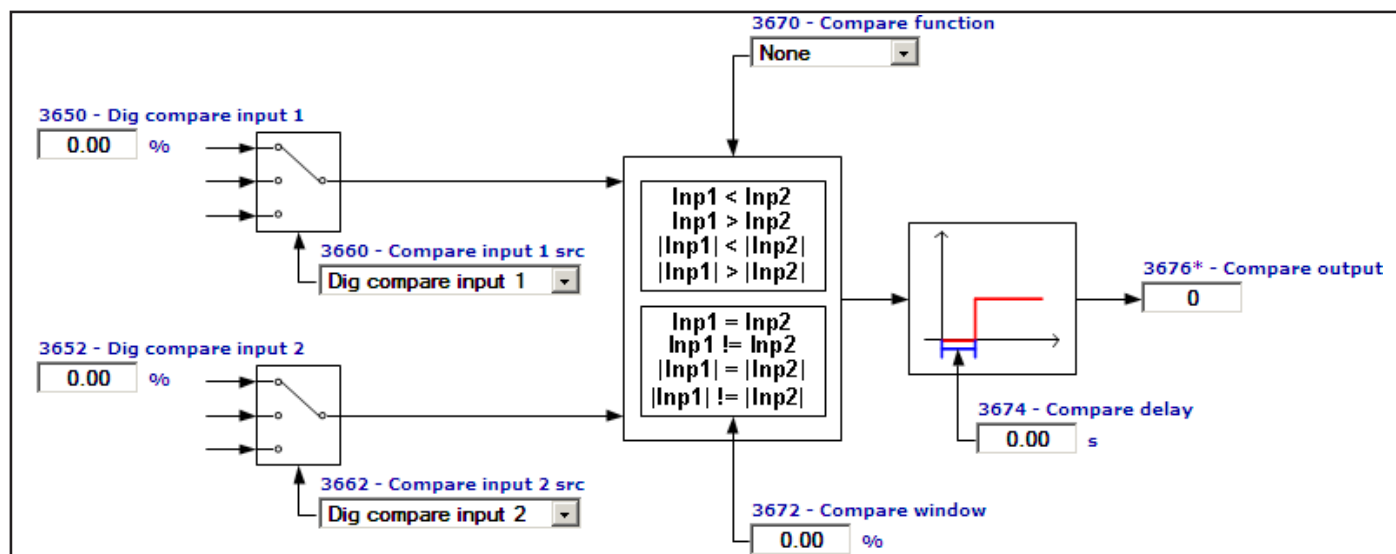 3670 - Compare function
None
3650 - Dig compare input 1
0.00 %
3660 - Compare input 1 src
Dig compare input 1
Inp1 < Inp2
Inp1 > Inp2
|Inp1| < |Inp2|
|Inp1| > |Inp2|
Inp1 = Inp2
Inp1 != Inp2
|Inp1| = |Inp2|
|Inp1| != |Inp2|
3676* - Compare output
0
3652 - Dig compare input 2
0.00 %
3674 - Compare delay
0.00 s
3662 - Compare input 2 src
Dig compare input 2
3672 - Compare window
0.00 %